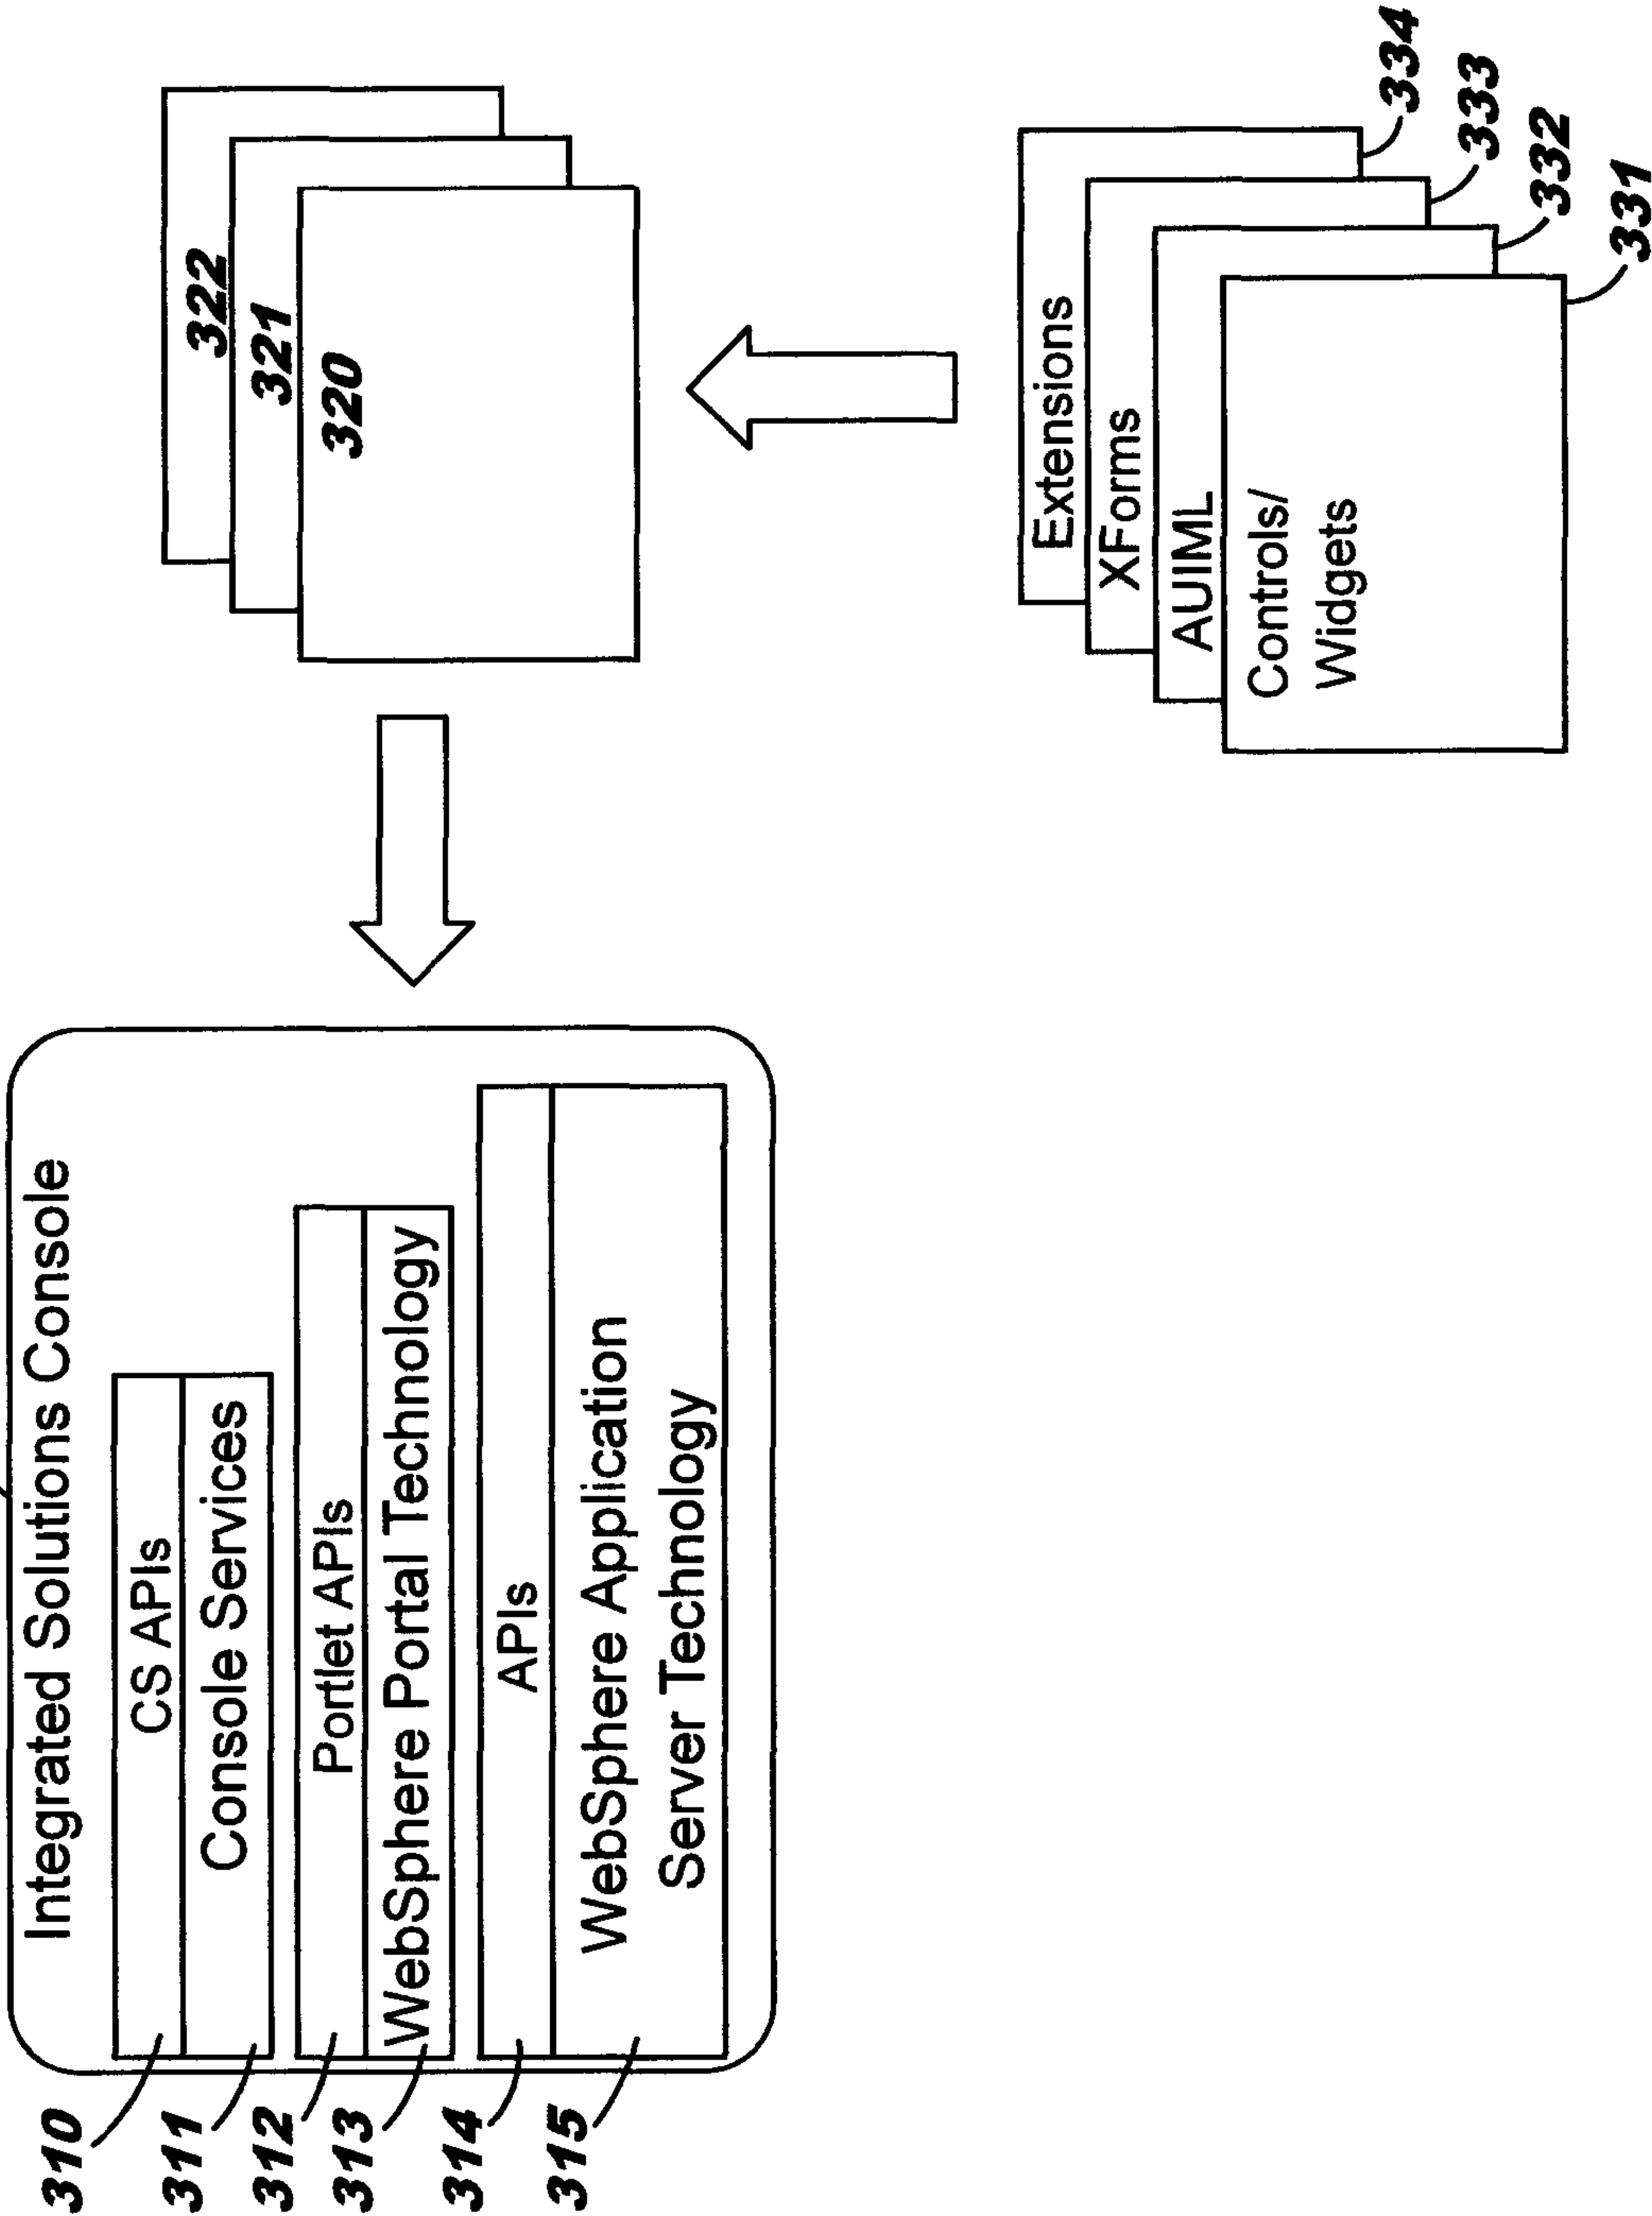 Integrated Solutions Console
310
CS APIs
311
Console Services
312
Portlet APIs
313
WebSphere Portal Technology
314
APIs
315
WebSphere Application
Server Technology
322
321
320
Extensions
334
XForms
333
AUIML
332
Controls/
Widgets
331